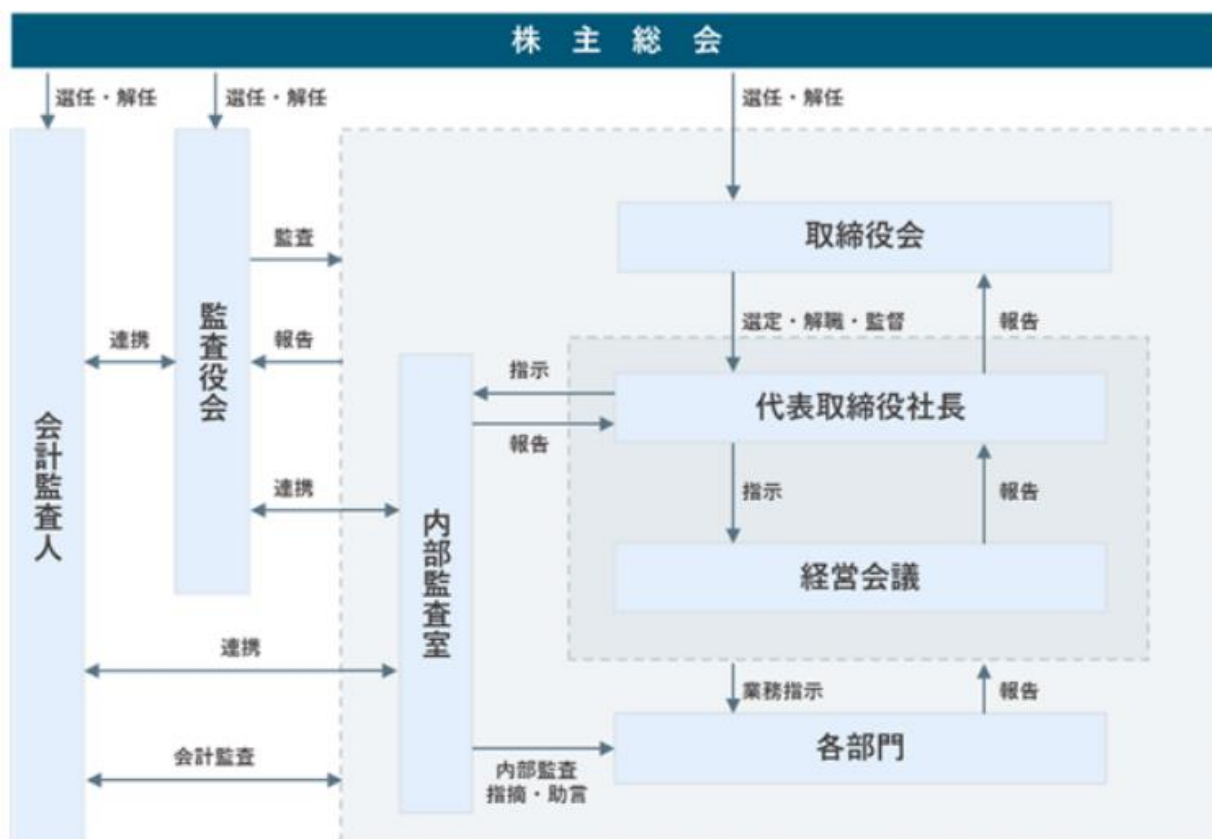 株主総会
選任・解任
選任・解任
選任・解任
取締役会
監査
選定・解職・監督
報告
監査役会
連携
報告
指示
代表取締役社長
報告
会計監査人
連携
指示
報告
内部監査室
経営会議
連携
業務指示
報告
会計監査
各部門
内部監査
指摘・助言